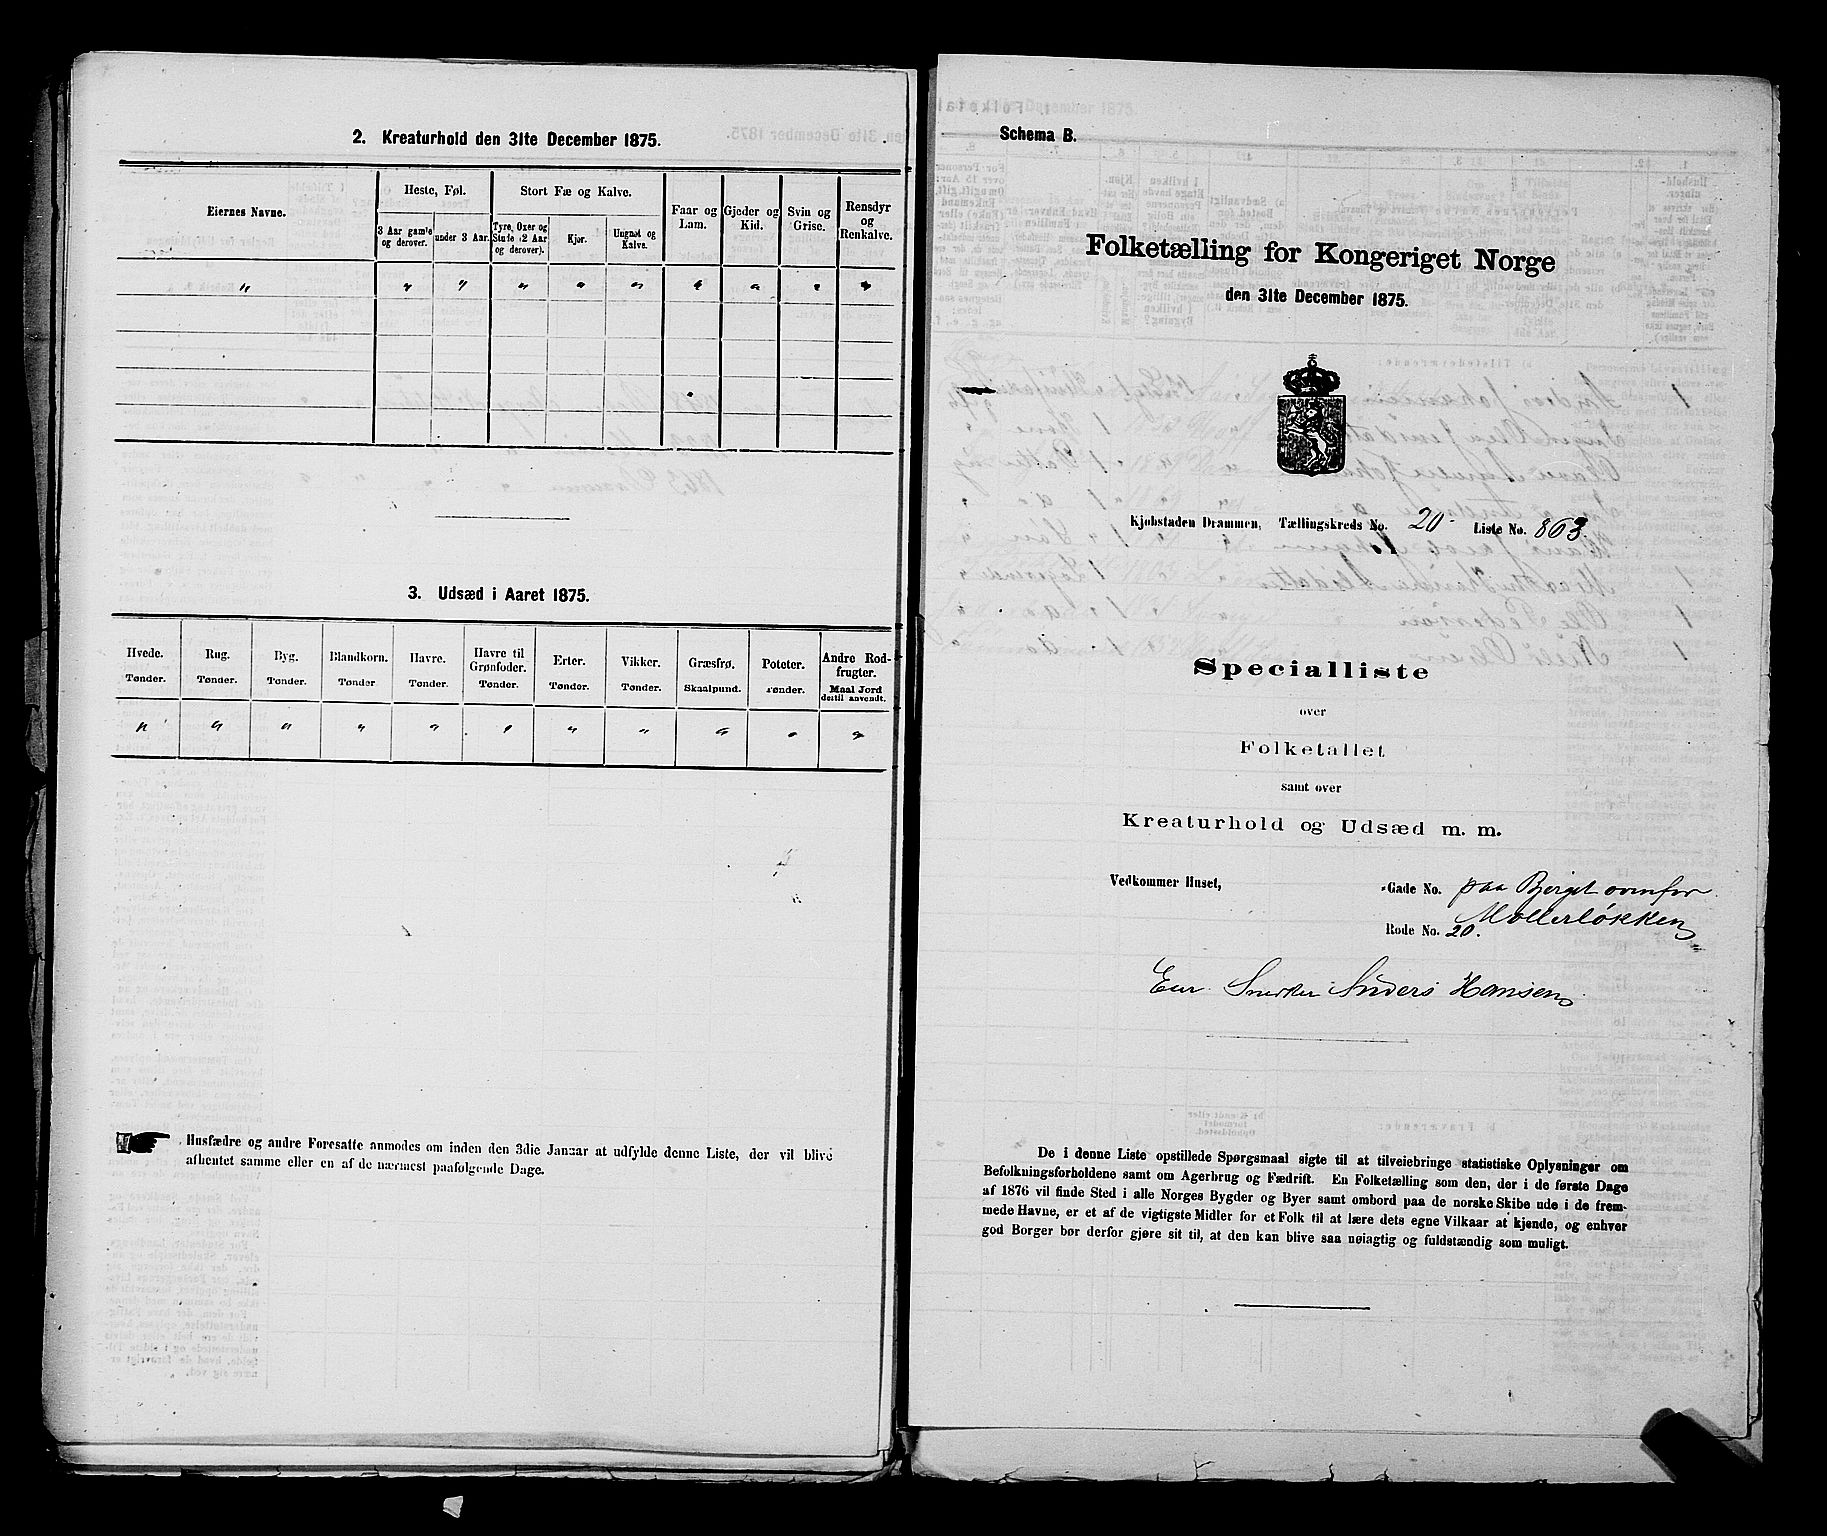 2. Kreaturhold den 31te December 1875.
Eiernes Navne.
Heste, Føl.
3 Aar gamle og derover.
under 3 Aar.
Stort Fæ og Kalve.
Tyre, Oxer og Stude (2 Aar og derover).
Kjør.
Ungnøt og Kalve.
Faar og Lam.
Gjeder og Kid.
Svin og Grise.
Rensdyr og Renkalve.
" " " " " " " " " "
3. Udsæd i Aaret 1875.
Hvede. Tønder.
Rug. Tønder.
Byg. Tønder.
Blandkorn. Tønder
Havre. Tønder.
Havre til Grønfoder. Tønder.
Erter. Tønder.
Vikker. Tønder.
Græsfrø. Skaalpund.
Poteter. Tønder.
Andre Rodfrugter. Maal Jord dertil anvendt.
" " " " " " " " " " "
Husfædre og andre Foresatte anmodes om inden den 3die Januar at udfylde denne Liste, der vil blive
afhentet samme eller en af de nærmest paafølgende Dage.
Schema B.
Folketælling for Kongeriget Norge
den 31te December 1875.
Kjøbstaden Drammen, Tællingskreds No. 20 Liste No. 863.
Specialliste
over
Folketallet
samt over
Kreaturhold og Udsæd m. m.
Vedkommer Huset, Gade No. paa Berget ovenfor
Møllerløkken
Rode No. 20.
Eier Snedker Anders Hansen
De i denne Liste opstillede Spørgsmaal sigte til at tilveiebringe statistiske Oplysninger om
Befolkningsforholdene samt om Agerbrug og Fædrift. En Folketælling som den, der i de første Dage
af 1876 vil finde Sted i alle Norges Bygder og Byer samt ombord paa de norske Skibe ude i de frem-
mede Havne, er et af de vigtigste Midler for et Folk til at lære dets egne Vilkaar at kjende, og enhver
god Borger bør derfor gjøre sit til, at den kan blive saa nøiagtig og fuldstændig som muligt.